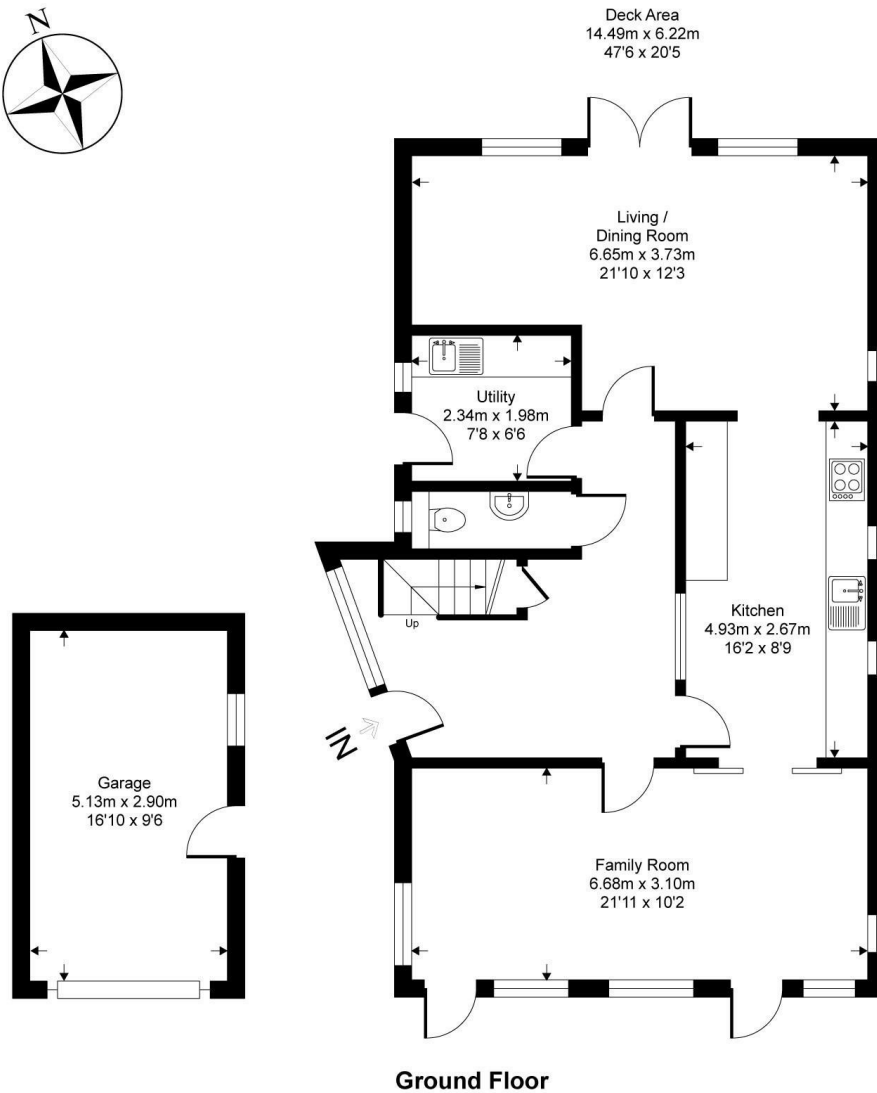 N
Deck Area
14.49m x 6.22m
47'6 x 20'5
Living /
Dining Room
6.65m x 3.73m
21'10 x 12'3
Utility
2.34m x 1.98m
7'8 x 6'6
Up
Kitchen
4.93m x 2.67m
16'2 x 8'9
IN
Garage
5.13m x 2.90m
16'10 x 9'6
Family Room
6.68m x 3.10m
21'11 x 10'2
Ground Floor